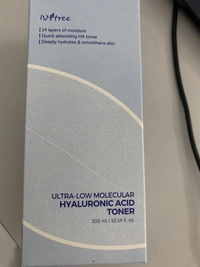 Isntree
| 14 layers of moisture
| Quick absorbing HA toner
| Deeply hydrates & smoothens skin
ULTRA-LOW MOLECULAR
HYALURONIC ACID
TONER
300 ml / 10.14 fl. oz.